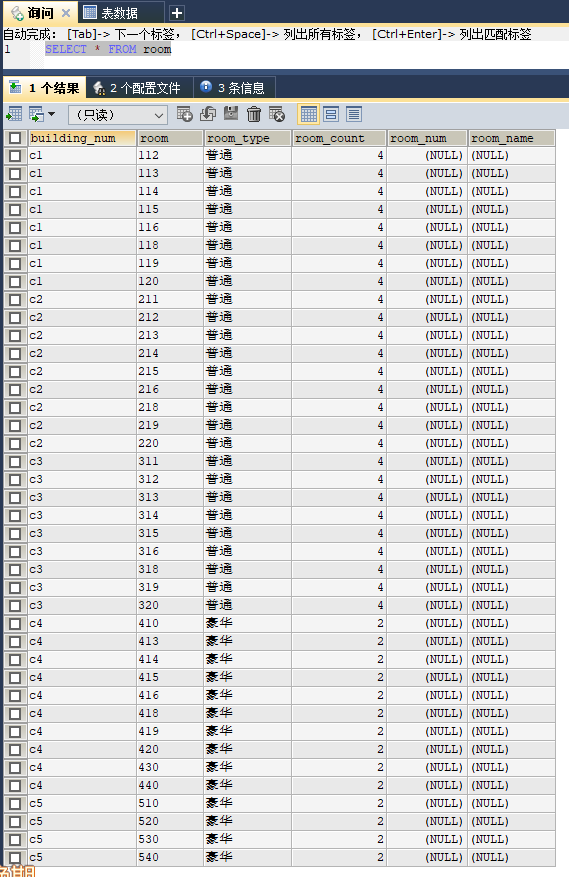 询问
表数据
自动完成： [Tab]-> 下一个标签， [Ctrl+Space]-> 列出所有标签， [Ctrl+Enter]-> 列出匹配标签
1 SELECT * FROM room
1 个结果 2 个配置文件 3 条信息
（只读）
building_num room room_type room_count room_num room_name
c1 112 普通 4 (NULL) (NULL)
c1 113 普通 4 (NULL) (NULL)
c1 114 普通 4 (NULL) (NULL)
c1 115 普通 4 (NULL) (NULL)
c1 116 普通 4 (NULL) (NULL)
c1 118 普通 4 (NULL) (NULL)
c1 119 普通 4 (NULL) (NULL)
c1 120 普通 4 (NULL) (NULL)
c2 211 普通 4 (NULL) (NULL)
c2 212 普通 4 (NULL) (NULL)
c2 213 普通 4 (NULL) (NULL)
c2 214 普通 4 (NULL) (NULL)
c2 215 普通 4 (NULL) (NULL)
c2 216 普通 4 (NULL) (NULL)
c2 218 普通 4 (NULL) (NULL)
c2 219 普通 4 (NULL) (NULL)
c2 220 普通 4 (NULL) (NULL)
c3 311 普通 4 (NULL) (NULL)
c3 312 普通 4 (NULL) (NULL)
c3 313 普通 4 (NULL) (NULL)
c3 314 普通 4 (NULL) (NULL)
c3 315 普通 4 (NULL) (NULL)
c3 316 普通 4 (NULL) (NULL)
c3 318 普通 4 (NULL) (NULL)
c3 319 普通 4 (NULL) (NULL)
c3 320 普通 4 (NULL) (NULL)
c4 410 豪华 2 (NULL) (NULL)
c4 413 豪华 2 (NULL) (NULL)
c4 414 豪华 2 (NULL) (NULL)
c4 415 豪华 2 (NULL) (NULL)
c4 416 豪华 2 (NULL) (NULL)
c4 418 豪华 2 (NULL) (NULL)
c4 419 豪华 2 (NULL) (NULL)
c4 420 豪华 2 (NULL) (NULL)
c4 430 豪华 2 (NULL) (NULL)
c4 440 豪华 2 (NULL) (NULL)
c5 510 豪华 2 (NULL) (NULL)
c5 520 豪华 2 (NULL) (NULL)
c5 530 豪华 2 (NULL) (NULL)
c5 540 豪华 2 (NULL) (NULL)